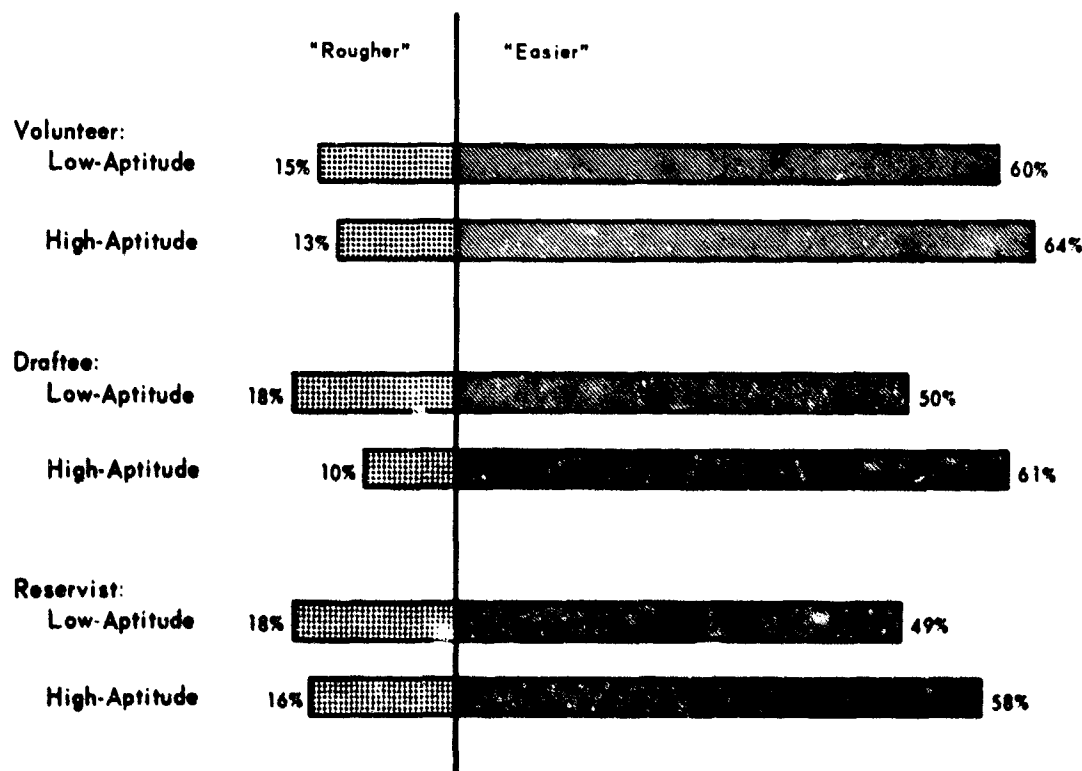 "Rougher" "Easier"
Volunteer:
Low-Aptitude 15% 60%
High-Aptitude 13% 64%
Draftee:
Low-Aptitude 18% 50%
High-Aptitude 10% 61%
Reservist:
Low-Aptitude 18% 49%
High-Aptitude 16% 58%